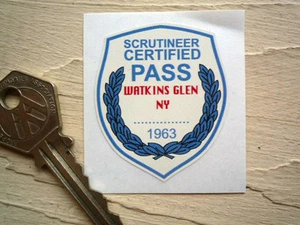 SCRUTINEER
CERTIFIED
PASS
WATKINS GLEN
NY
................
1963